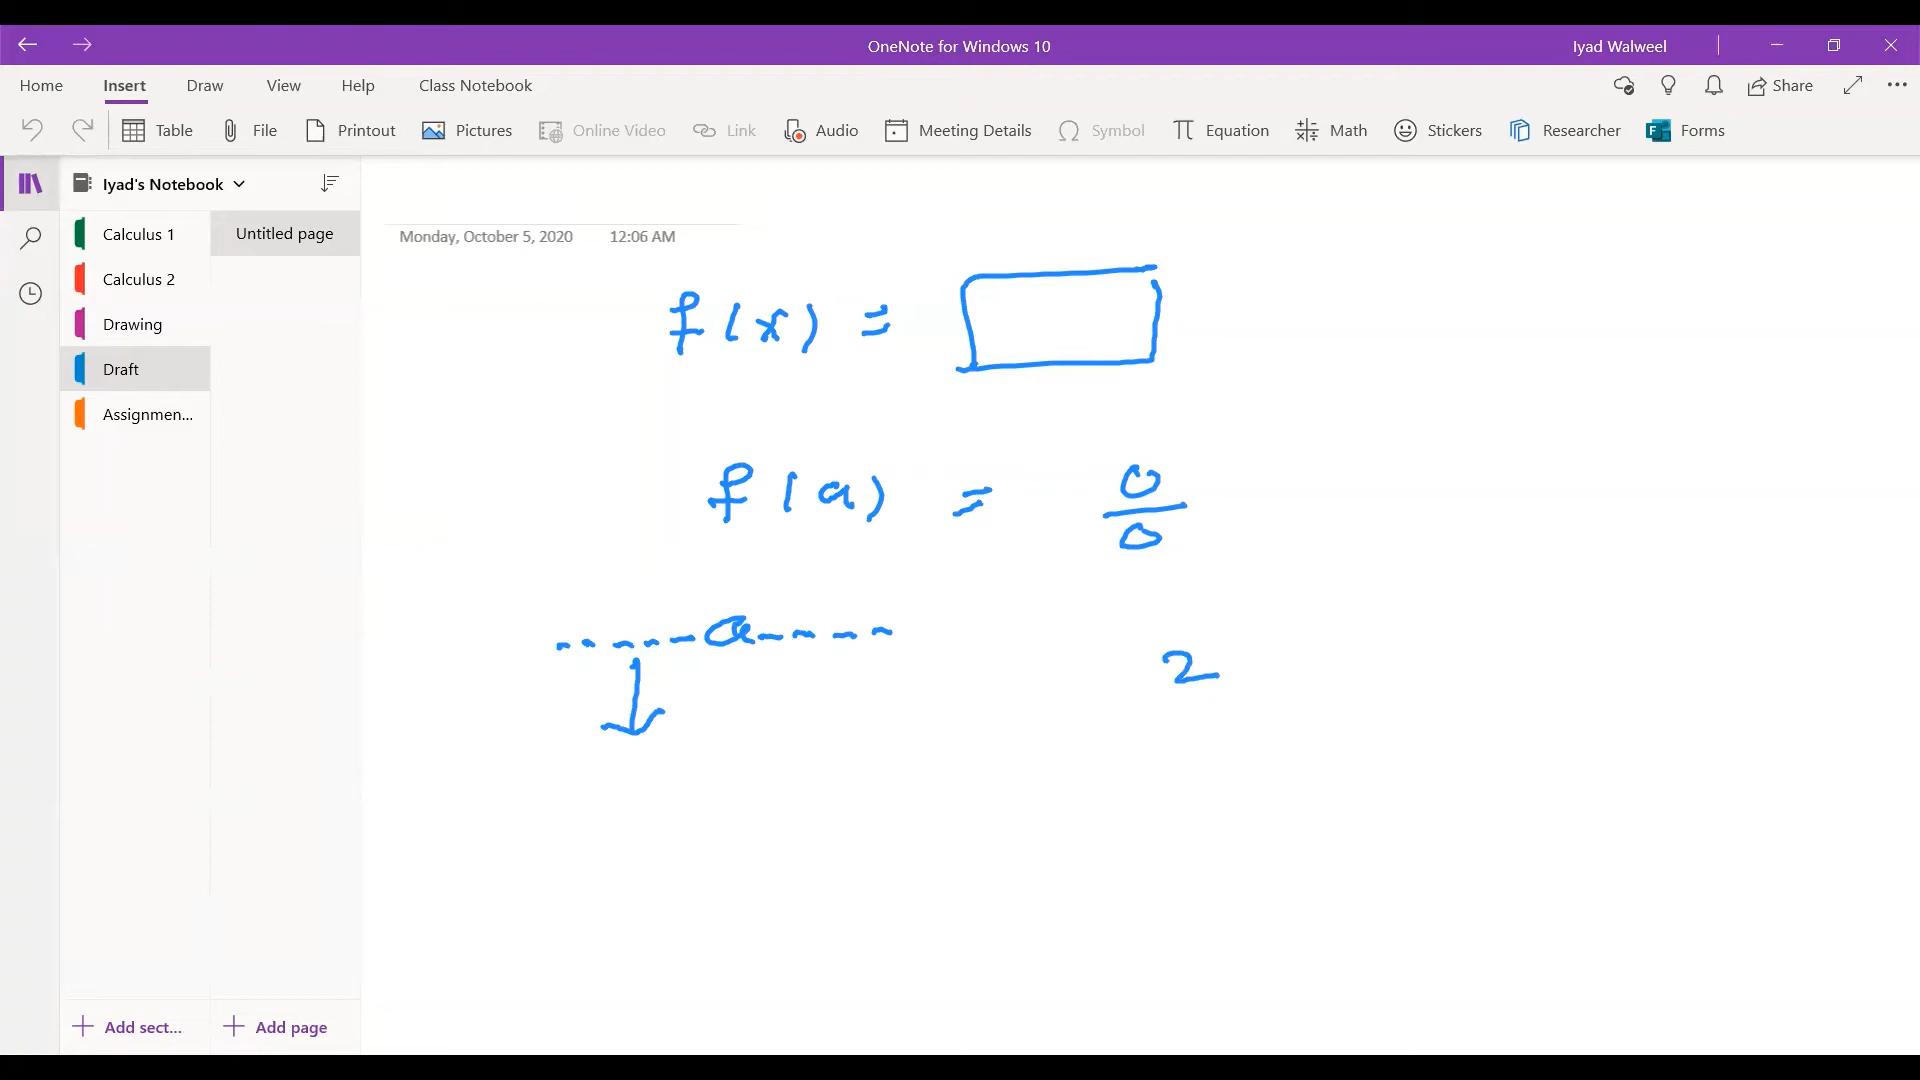 OneNote for Windows 10
Iyad Walweel
Home Insert Draw View Help Class Notebook
Share
Table File Printout Pictures Online Video Link Audio Meeting Details Symbol Equation Math Stickers Researcher Forms
Iyad's Notebook
Calculus 1
Calculus 2
Drawing
Draft
Assignmen...
Untitled page
Monday, October 5, 2020 12:06 AM
f(x) =
f(a) = 0/0
-----a----
2
+ Add sect...
+ Add page